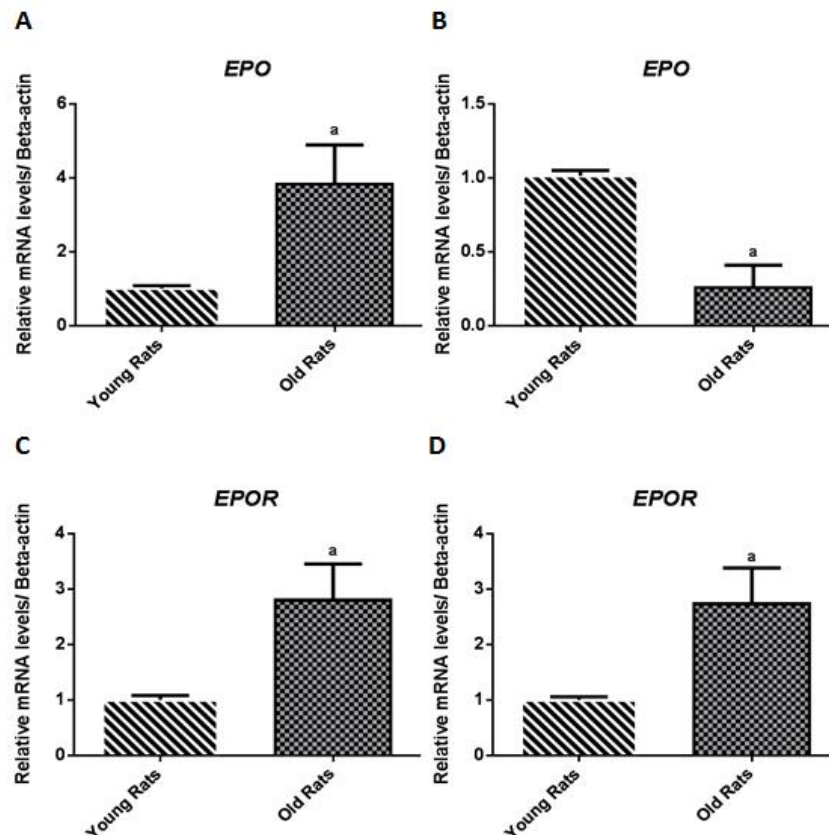 A
EPO
Relative mRNA levels/ Beta-actin
6
4
2
0
a
Young Rats
Old Rats
B
EPO
Relative mRNA levels/ Beta-actin
1.5
1.0
0.5
0.0
a
Young Rats
Old Rats
C
EPOR
Relative mRNA levels/ Beta-actin
4
3
2
1
0
a
Young Rats
Old Rats
D
EPOR
Relative mRNA levels/ Beta-actin
4
3
2
1
0
a
Young Rats
Old Rats